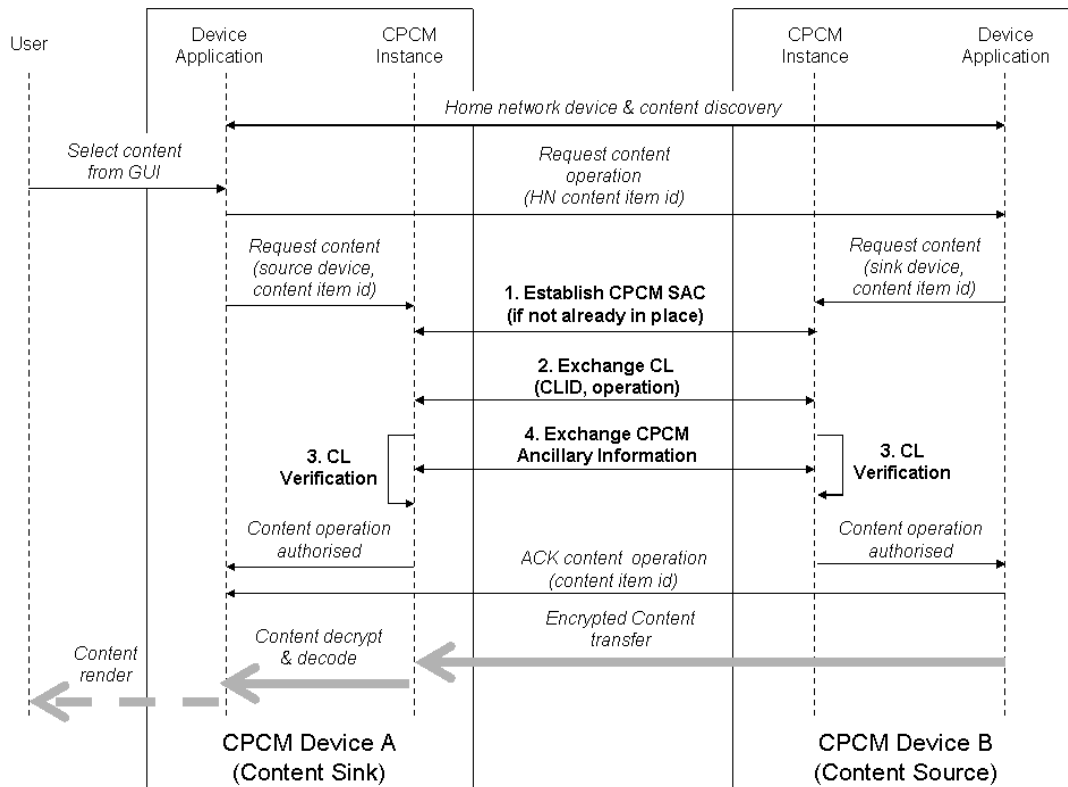 User
Device
Application
CPCM
Instance
CPCM
Instance
Device
Application
Home network device & content discovery
Select content
from GUI
Request content
operation
(HN content item id)
Request content
(source device,
content item id)
Request content
(sink device,
content item id)
1. Establish CPCM SAC
(if not already in place)
2. Exchange CL
(CLID, operation)
3. CL
Verification
4. Exchange CPCM
Ancillary Information
3. CL
Verification
Content operation
authorised
Content operation
authorised
ACK content operation
(content item id)
Encrypted Content
transfer
Content decrypt
& decode
Content
render
CPCM Device A
(Content Sink)
CPCM Device B
(Content Source)